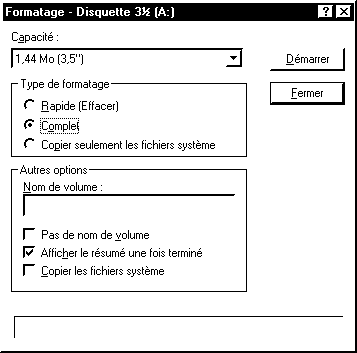 Formatage - Disquette 3½ (A:)
Capacité :
1,44 Mo (3,5")
Démarrer
Fermer
Type de formatage
Rapide (Effacer)
Complet
Copier seulement les fichiers système
Autres options
Nom de volume :
Pas de nom de volume
Afficher le résumé une fois terminé
Copier les fichiers système